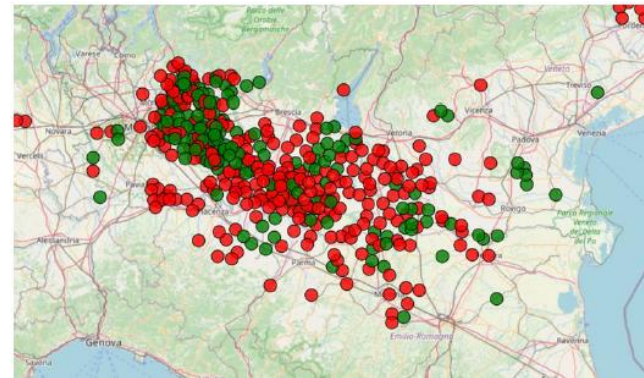 Parco delle
Orobie
Bergamasche
Varese
Como
Novara
Vercelli
Brescia
Verona
Vicenza
Veneto
Treviso
Padova
Venezia
Pavia
Alessandria
Parma
Rovigo
Parco Regionale
Veneto
del Delta
del Po
Emilia-Romagna
Ravenna
Genova
Savona